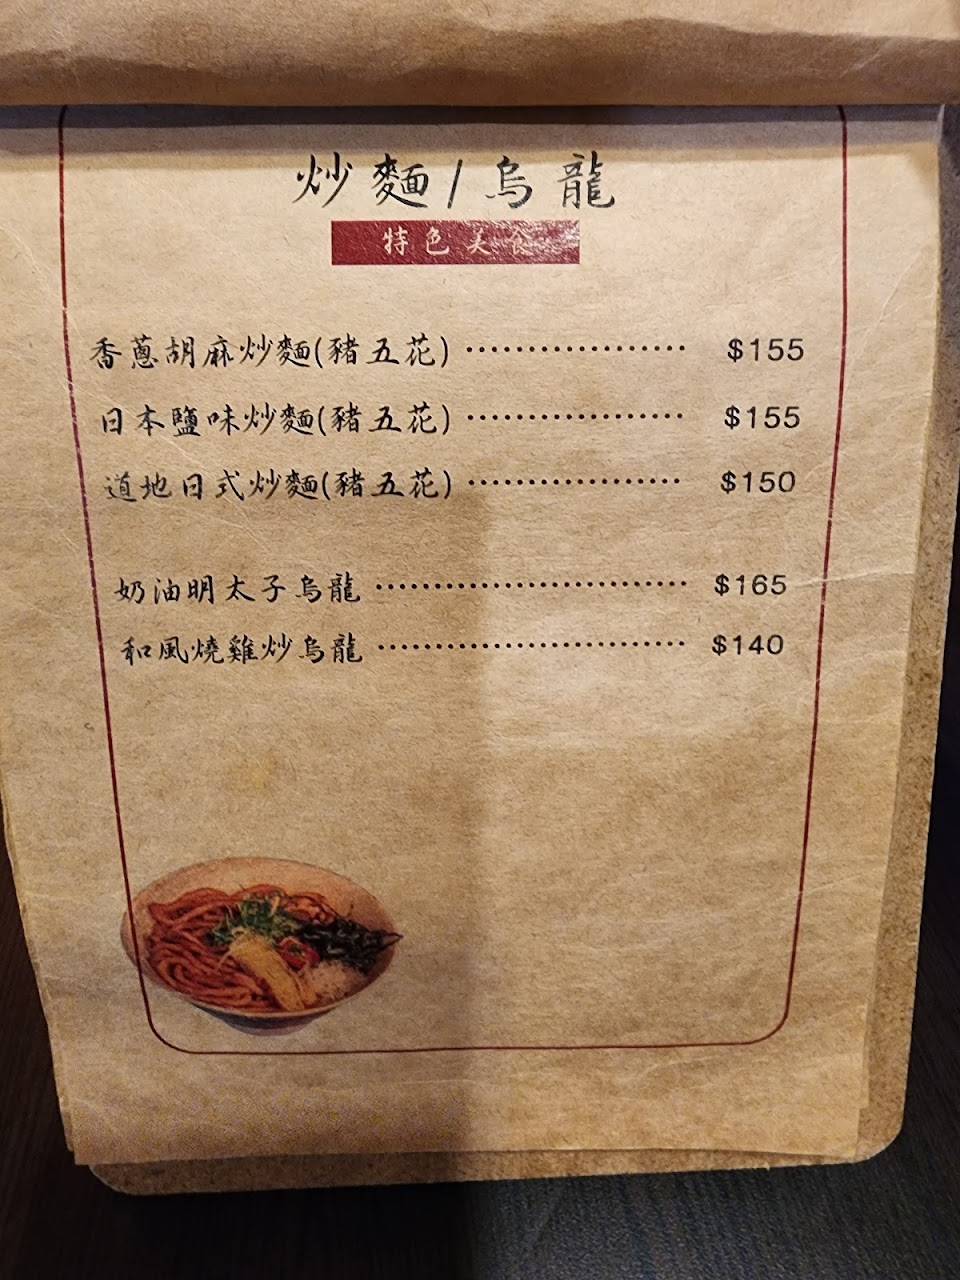 炒麵/烏龍
特色美食
香蔥胡麻炒麵(豬五花)⋯⋯⋯⋯⋯⋯ $155
日本鹽味炒麵(豬五花)⋯⋯⋯⋯⋯⋯ $155
道地日式炒麵(豬五花)⋯⋯⋯⋯⋯⋯ $150
奶油明太子烏龍⋯⋯⋯⋯⋯⋯⋯⋯⋯ $165
和風燒雞炒烏龍⋯⋯⋯⋯⋯⋯⋯⋯⋯ $140